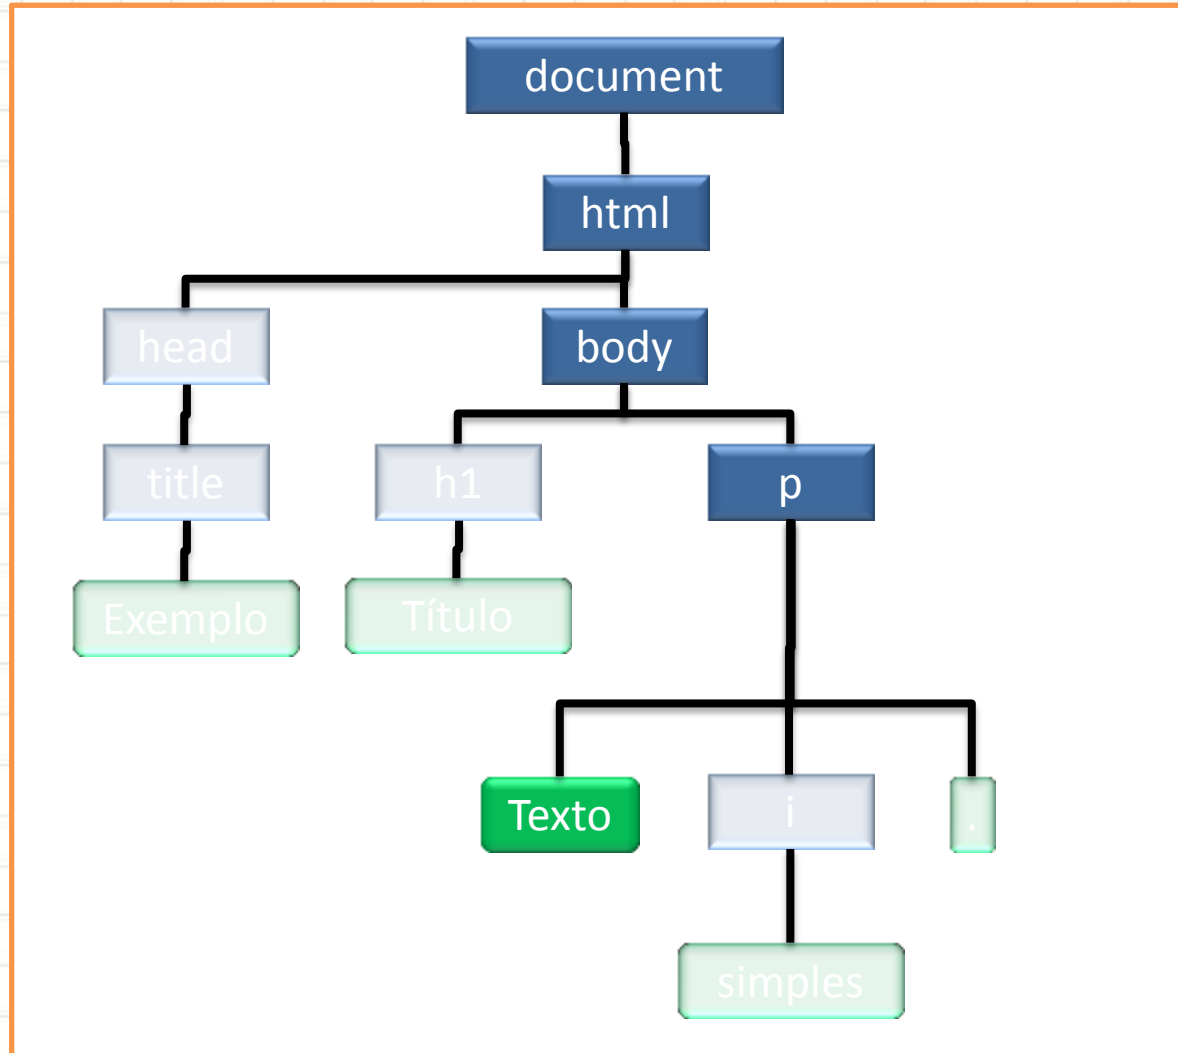 document
html
head
body
title
h1
p
Exemplo
Título
Texto
i
.
simples